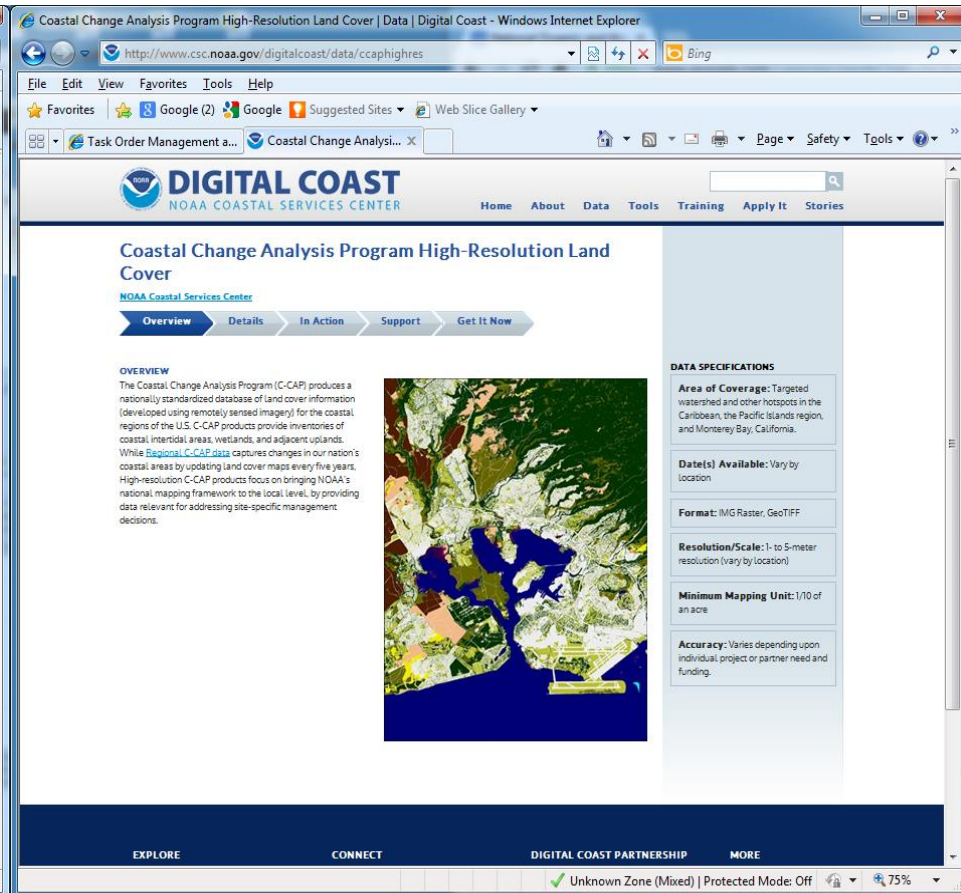 Coastal Change Analysis Program High-Resolution Land Cover | Data | Digital Coast - Windows Internet Explorer
http://www.csc.noaa.gov/digitalcoast/data/ccaphighres
Bing
File Edit View Favorites Tools Help
Favorites Google (2) Google Suggested Sites Web Slice Gallery
Task Order Management a... Coastal Change Analysi... X
Page Safety Tools
DIGITAL COAST
NOAA COASTAL SERVICES CENTER
Home About Data Tools Training Apply It Stories
Coastal Change Analysis Program High-Resolution Land
Cover
NOAA Coastal Services Center
Overview Details In Action Support Get It Now
OVERVIEW
The Coastal Change Analysis Program (C-CAP) produces a
nationally standardized database of land cover information
(developed using remotely sensed imagery) for the coastal
regions of the U.S. C-CAP products provide inventories of
coastal intertidal areas, wetlands, and adjacent uplands.
While Regional C-CAP data captures changes in our nation's
coastal areas by updating land cover maps every five years,
High-resolution C-CAP products focus on bringing NOAA's
national mapping framework to the local level, by providing
data relevant for addressing site-specific management
decisions.
DATA SPECIFICATIONS
Area of Coverage: Targeted
watershed and other hotspots in the
Caribbean, the Pacific Islands region,
and Monterey Bay, California.
Date(s) Available: Vary by
location
Format: IMG Raster, GeoTIFF
Resolution/Scale: 1- to 5-meter
resolution (vary by location)
Minimum Mapping Unit: 1/10 of
an acre
Accuracy: Varies depending upon
individual project or partner need and
funding.
EXPLORE CONNECT DIGITAL COAST PARTNERSHIP MORE
Unknown Zone (Mixed) | Protected Mode: Off 75%